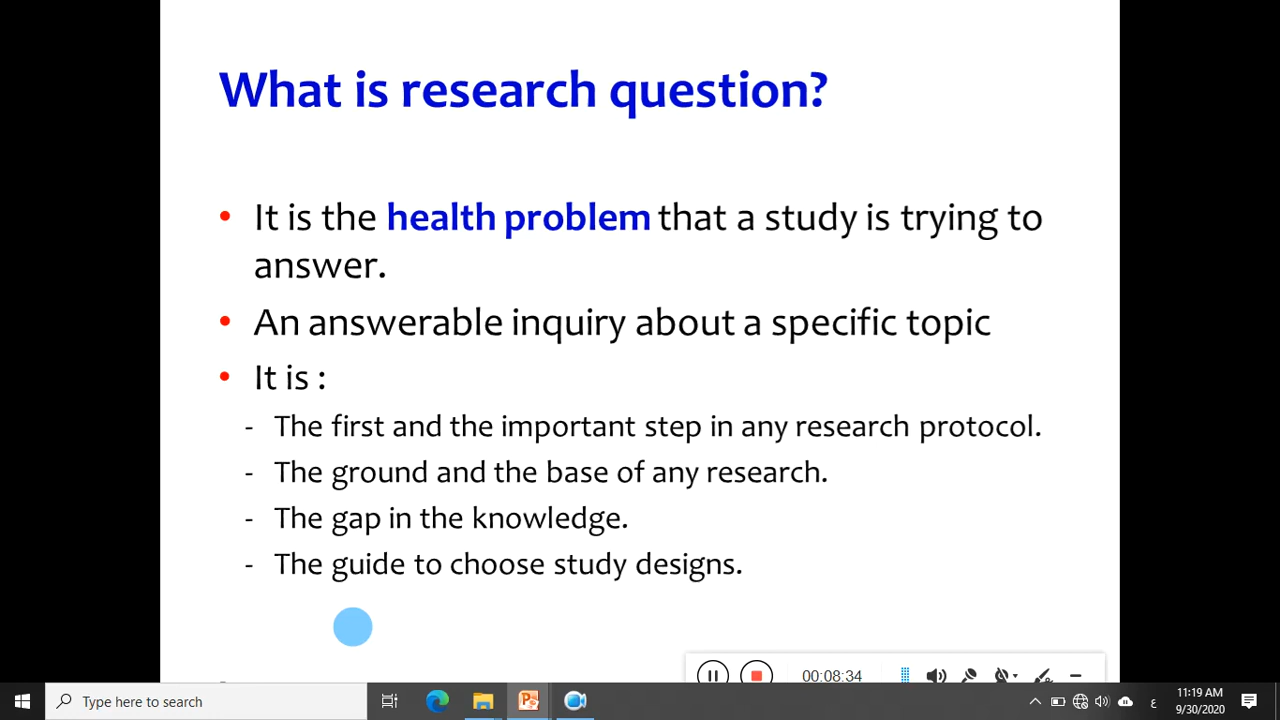 What is research question?
• It is the health problem that a study is trying to
answer.
• An answerable inquiry about a specific topic
• It is :
- The first and the important step in any research protocol.
- The ground and the base of any research.
- The gap in the knowledge.
- The guide to choose study designs.
00:08:34
Type here to search
ع
11:19 AM
9/30/2020